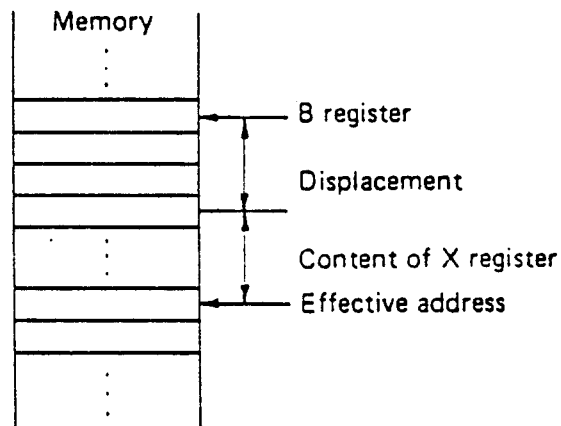 Memory
B register
Displacement
Content of X register
Effective address